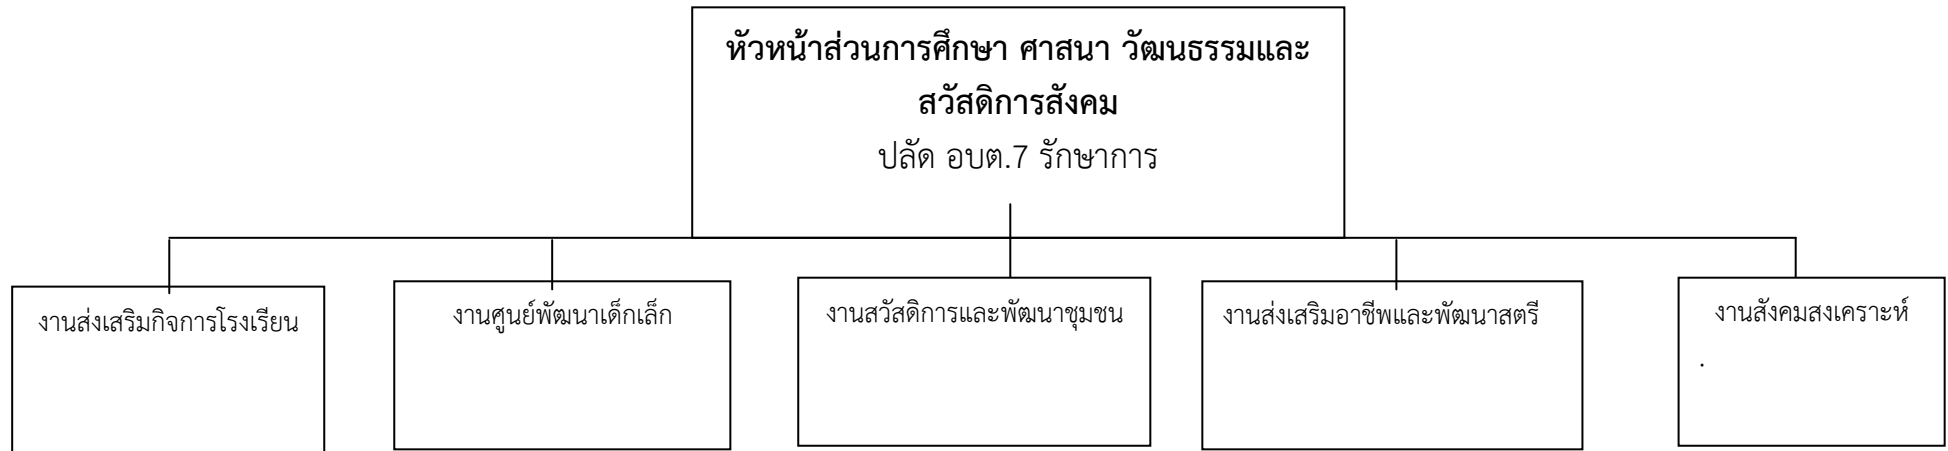 หัวหน้าส่วนการศึกษา ศาสนา วัฒนธรรมและ
สวัสดิการสังคม
ปลัด อบต.7 รักษาการ
งานส่งเสริมกิจการโรงเรียน
งานศูนย์พัฒนาเด็กเล็ก
งานสวัสดิการและพัฒนาชุมชน
งานส่งเสริมอาชีพและพัฒนาสตรี
งานสังคมสงเคราะห์
.